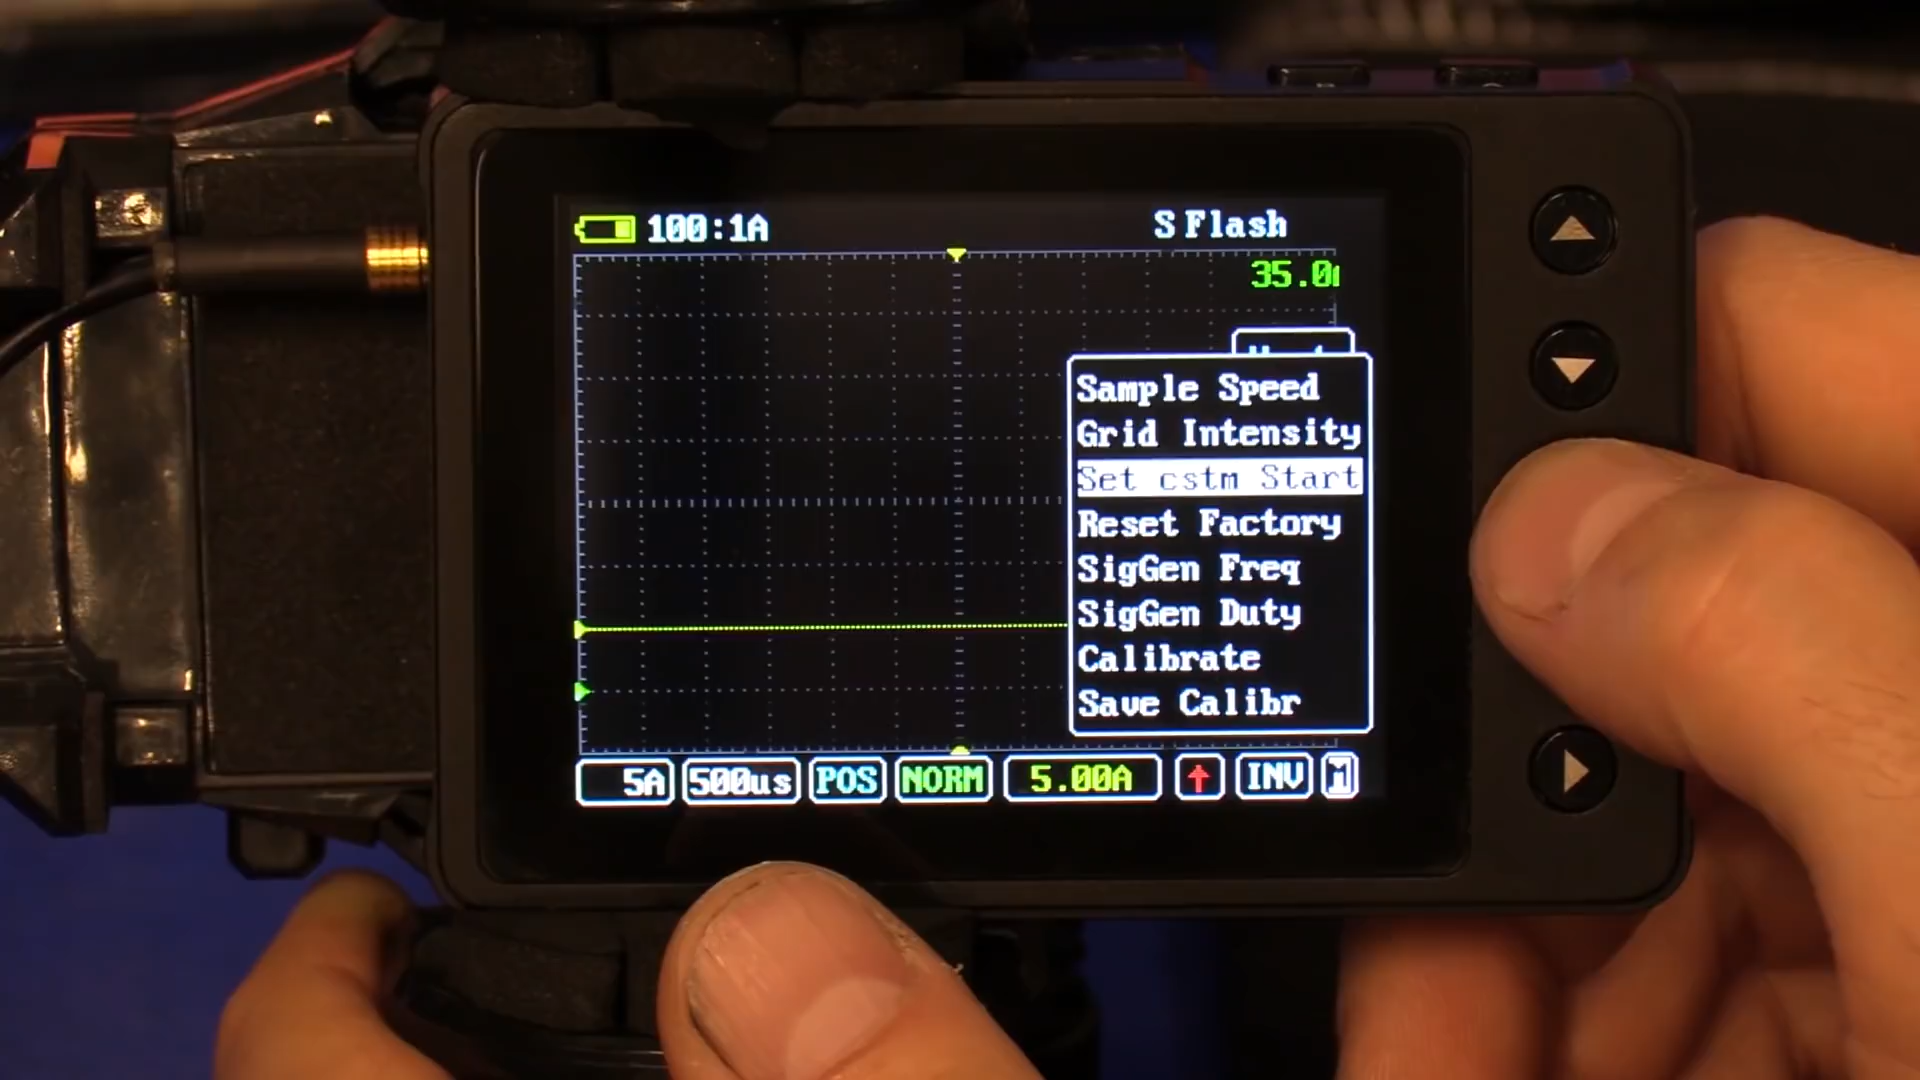 100:1A
S Flash
35.0
Sample Speed
Grid Intensity
Set cstm Start
Reset Factory
SigGen Freq
SigGen Duty
Calibrate
Save Calibr
5A 500us POS NORM 5.00A INV M